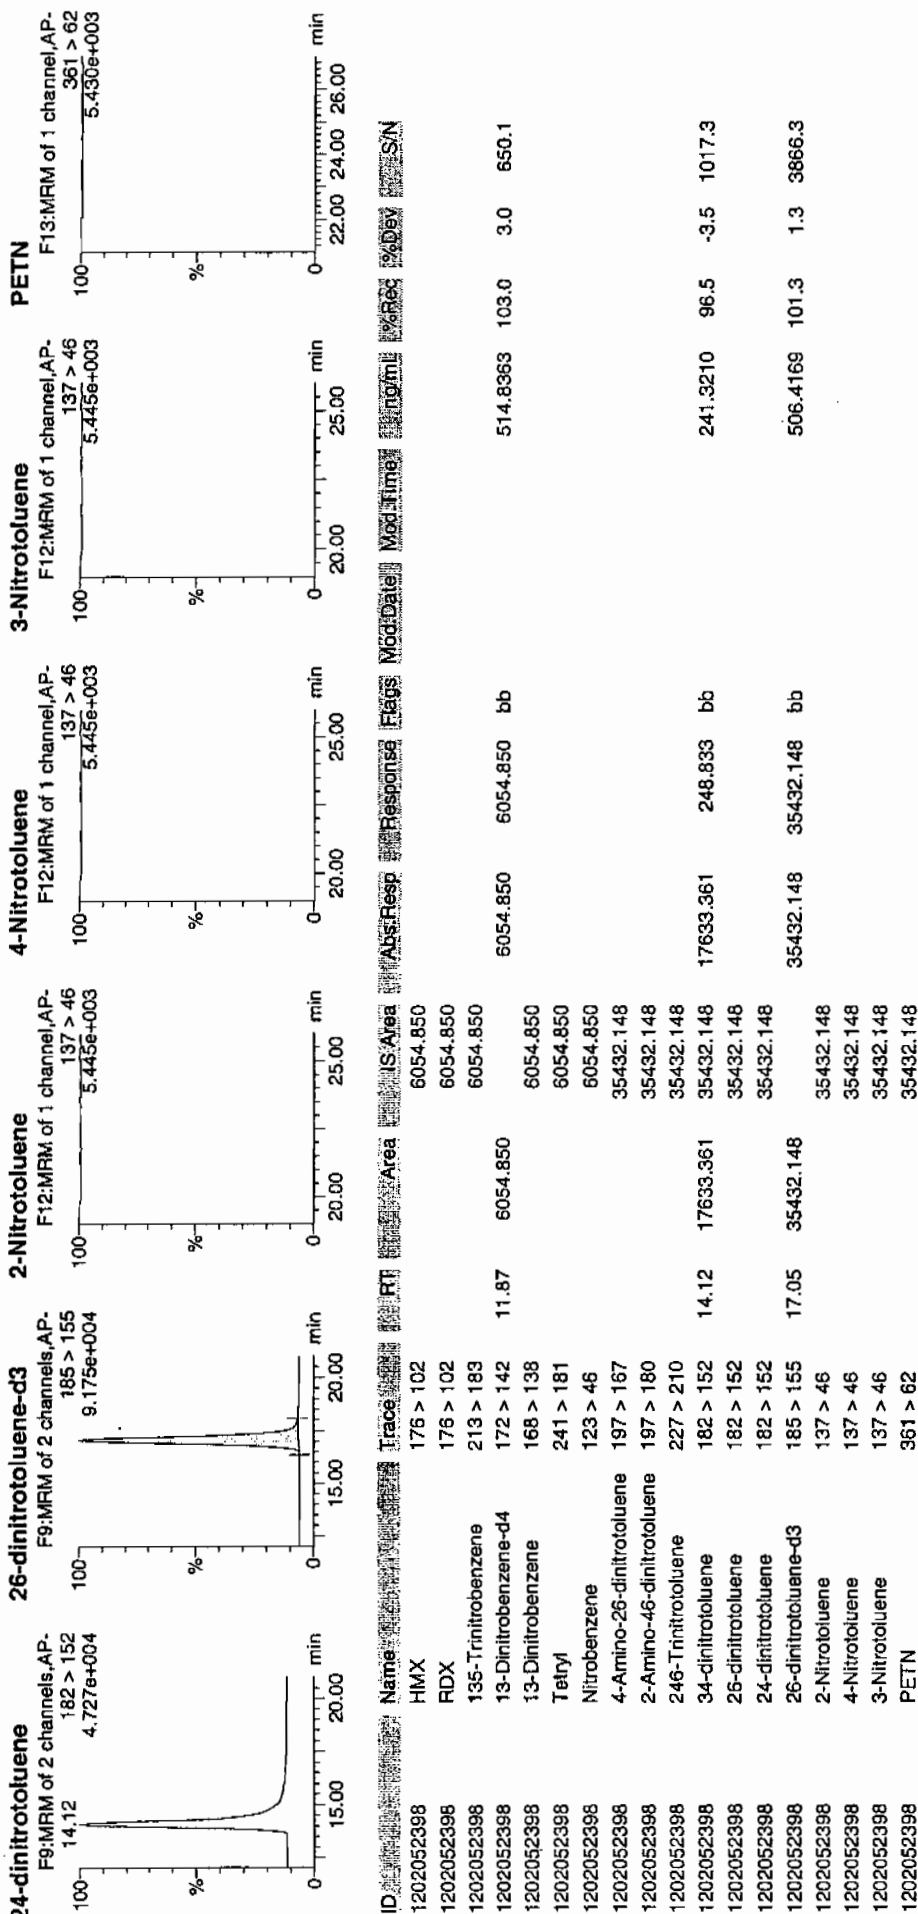 24-dinitrotoluene
F9:MRM of 2 channels,AP-
14.12 182 > 152
4.727e+004
100
%
0
15.00 20.00 min
26-dinitrotoluene-d3
F9:MRM of 2 channels,AP-
185 > 155
9.175e+004
100
%
0
15.00 20.00 min
2-Nitrotoluene
F12:MRM of 1 channel,AP-
137 > 46
5.445e+003
100
%
0
20.00 25.00 min
4-Nitrotoluene
F12:MRM of 1 channel,AP-
137 > 46
5.445e+003
100
%
0
20.00 25.00 min
3-Nitrotoluene
F12:MRM of 1 channel,AP-
137 > 46
5.445e+003
100
%
0
20.00 25.00 min
PETN
F13:MRM of 1 channel,AP-
361 > 62
5.430e+003
100
%
0
22.00 24.00 26.00 min
ID Name Trace RT Area IS Area Abs.Resp Response Flags Mod.Date Mod.Time ng/mL %Rec %Dev S/N
1202052398 HMX 176 > 102 6054.850
1202052398 RDX 176 > 102 6054.850
1202052398 135-Trinitrobenzene 213 > 183 6054.850
1202052398 13-Dinitrobenzene-d4 172 > 142 11.87 6054.850 6054.850 6054.850 bb 514.8363 103.0 3.0 650.1
1202052398 13-Dinitrobenzene 168 > 138 6054.850
1202052398 Tetryl 241 > 181 6054.850
1202052398 Nitrobenzene 123 > 46 6054.850
1202052398 4-Amino-26-dinitrotoluene 197 > 167 35432.148
1202052398 2-Amino-46-dinitrotoluene 197 > 180 35432.148
1202052398 246-Trinitrotoluene 227 > 210 35432.148
1202052398 34-dinitrotoluene 182 > 152 14.12 17633.361 35432.148 17633.361 248.833 bb 241.3210 96.5 -3.5 1017.3
1202052398 26-dinitrotoluene 182 > 152 35432.148
1202052398 24-dinitrotoluene 182 > 152 35432.148
1202052398 26-dinitrotoluene-d3 185 > 155 17.05 35432.148 35432.148 35432.148 bb 506.4169 101.3 1.3 3866.3
1202052398 2-Nitrotoluene 137 > 46 35432.148
1202052398 4-Nitrotoluene 137 > 46 35432.148
1202052398 3-Nitrotoluene 137 > 46 35432.148
1202052398 PETN 361 > 62 35432.148